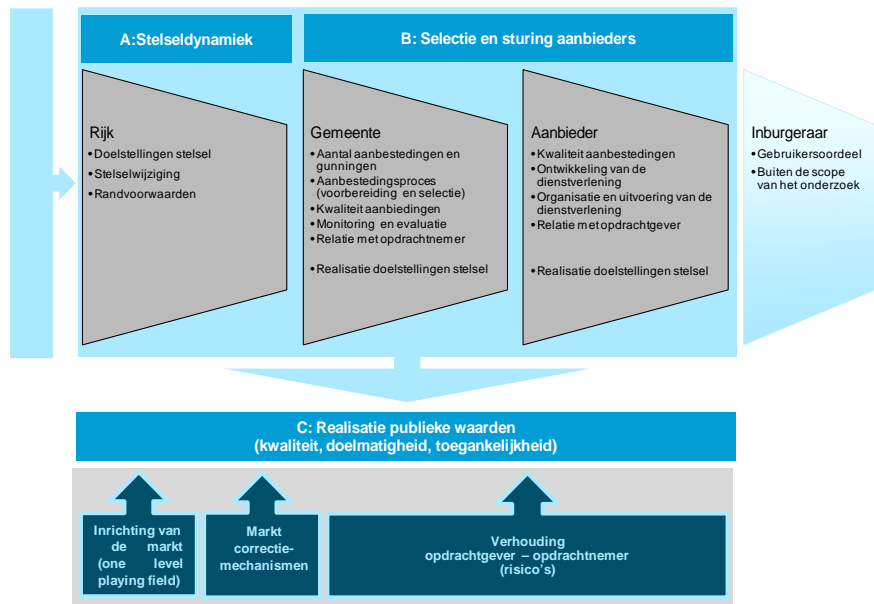 A:Stelseldynamiek
B: Selectie en sturing aanbieders
Rijk
•Doelstellingen stelsel
•Stelselwijziging
•Randvoorwaarden
Gemeente
•Aantal aanbestedingen en
gunningen
•Aanbestedingsproces
(voorbereiding en selectie)
•Kwaliteit aanbiedingen
•Monitoring en evaluatie
•Relatie met opdrachtnemer
•Realisatie doelstellingen stelsel
Aanbieder
•Kwaliteit aanbestedingen
•Ontwikkeling van de
dienstverlening
•Organisatie en uitvoering van de
dienstverlening
•Relatie met opdrachtgever
•Realisatie doelstellingen stelsel
Inburgeraar
•Gebruikersoordeel
•Buiten de scope
van het onderzoek
C: Realisatie publieke waarden
(kwaliteit, doelmatigheid, toegankelijkheid)
Inrichting van
de markt
(one level
playing field)
Markt
correctie-
mechanismen
Verhouding
opdrachtgever – opdrachtnemer
(risico's)